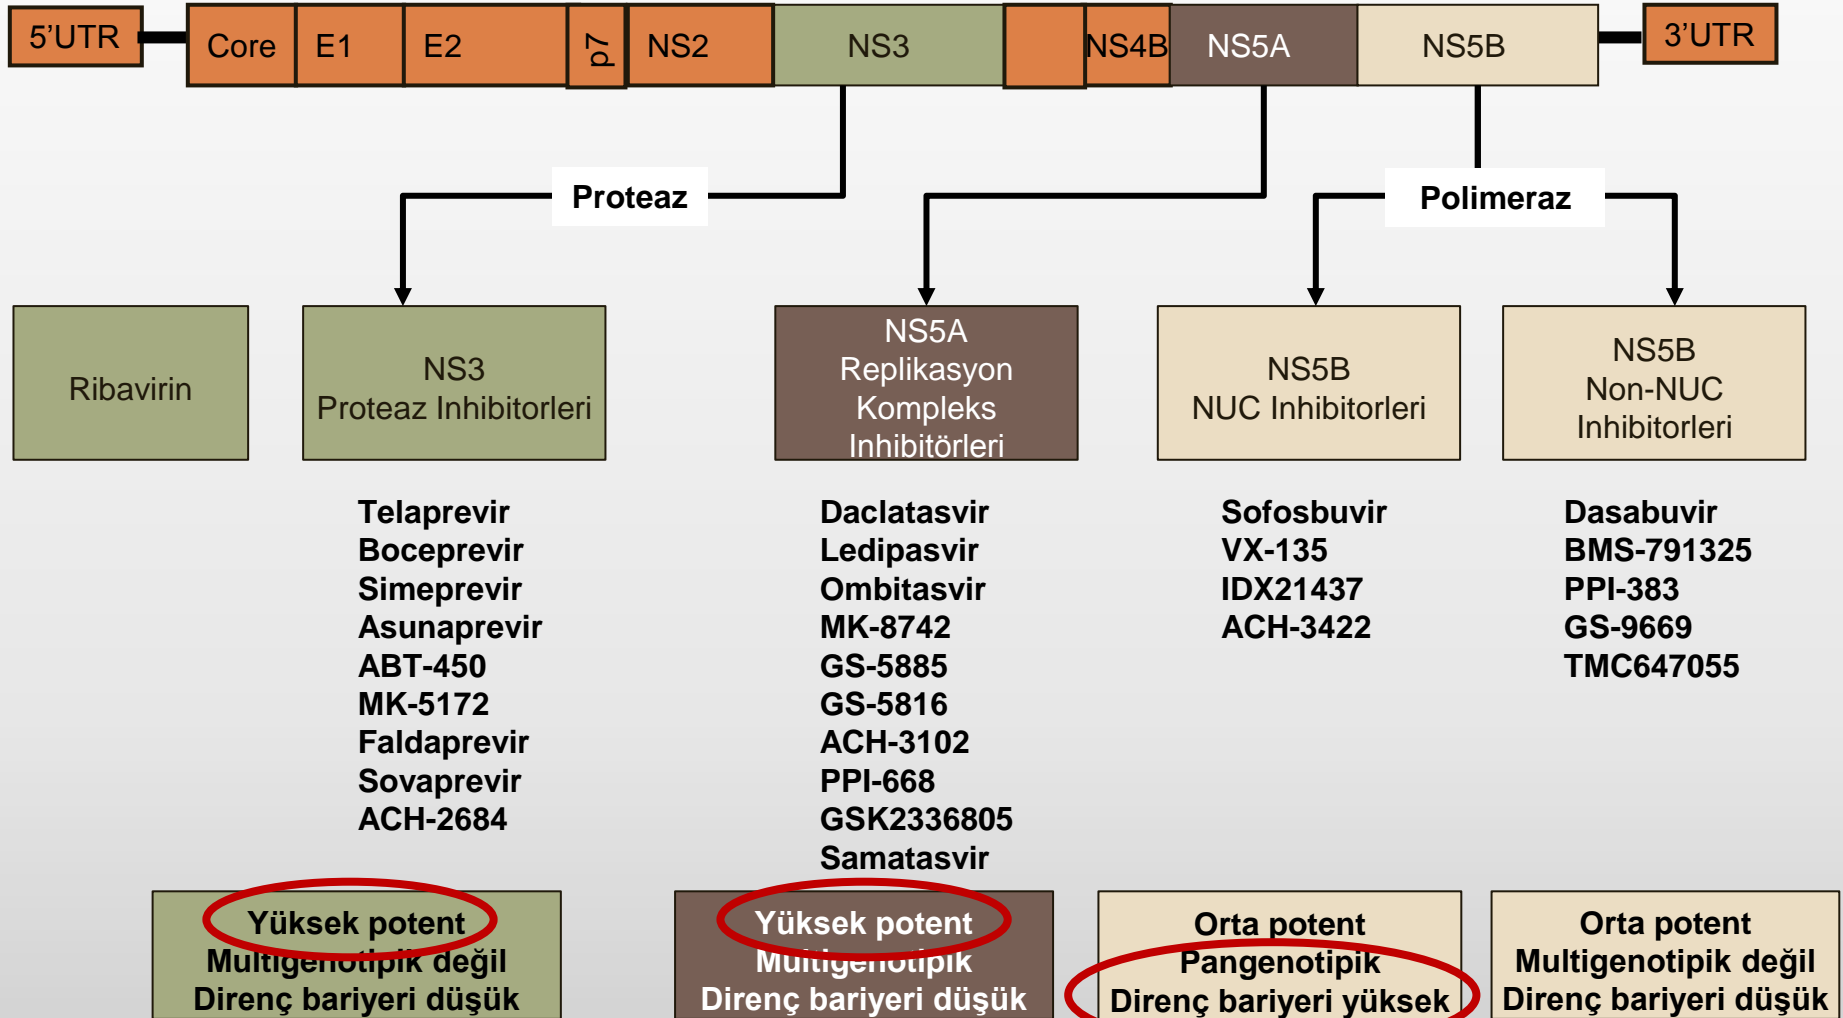 5’UTR
Core
E1
E2
p7
NS2
NS3
NS4B
NS5A
NS5B
3’UTR
Proteaz
Polimeraz
Ribavirin
NS3
Proteaz Inhibitorleri
NS5A
Replikasyon
Kompleks
Inhibitörleri
NS5B
NUC Inhibitorleri
NS5B
Non-NUC
Inhibitorleri
Telaprevir
Boceprevir
Simeprevir
Asunaprevir
ABT-450
MK-5172
Faldaprevir
Sovaprevir
ACH-2684
Daclatasvir
Ledipasvir
Ombitasvir
MK-8742
GS-5885
GS-5816
ACH-3102
PPI-668
GSK2336805
Samatasvir
Sofosbuvir
VX-135
IDX21437
ACH-3422
Dasabuvir
BMS-791325
PPI-383
GS-9669
TMC647055
Yüksek potent
Multigenotipik değil
Direnç bariyeri düşük
Yüksek potent
Multigenotipik
Direnç bariyeri düşük
Orta potent
Pangenotipik
Direnç bariyeri yüksek
Orta potent
Multigenotipik değil
Direnç bariyeri düşük